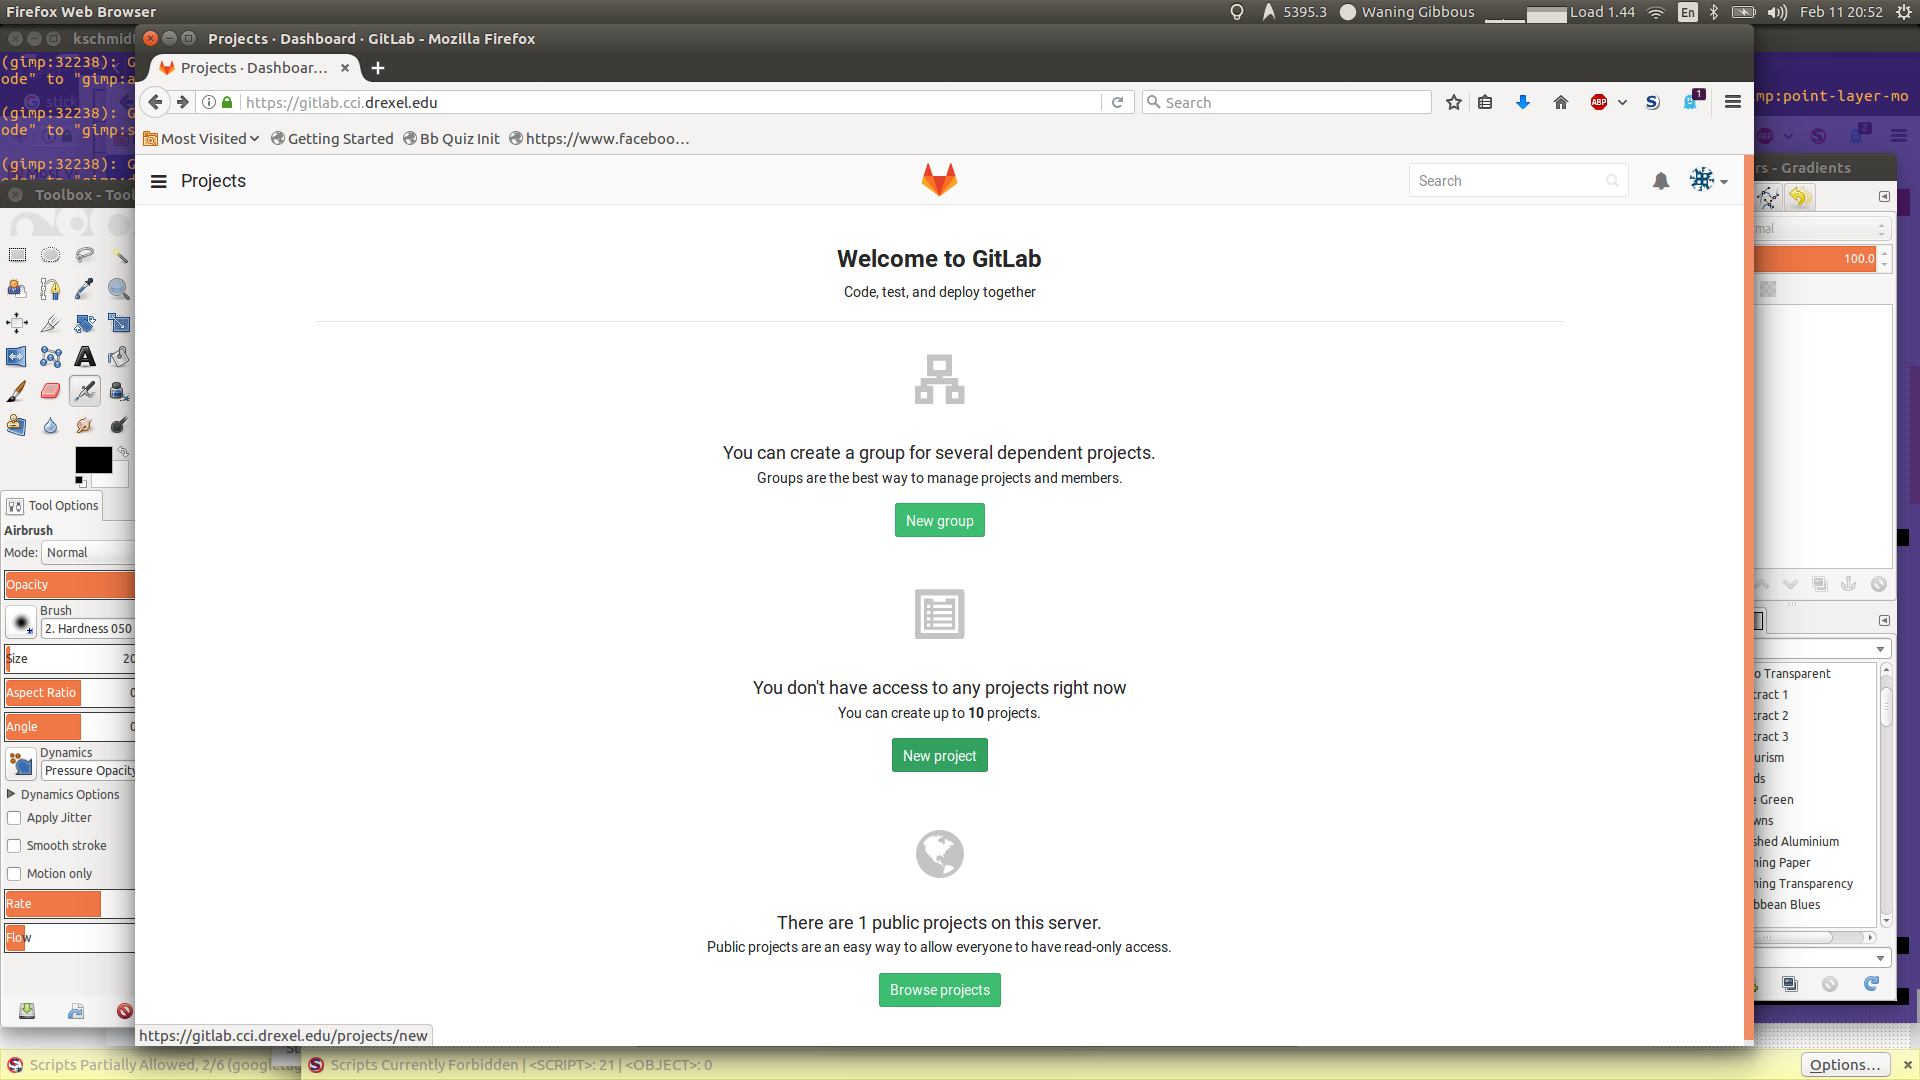 Firefox Web Browser
5395.3 Waning Gibbous Load 1.44 En Feb 11 20:52
kschmidt
Projects · Dashboard · GitLab - Mozilla Firefox
(gimp:32238): G
ode" to "gimp:a
(gimp:32238): G
ode" to "gimp:s
(gimp:32238): G
mp:point-layer-mo
Projects · Dashboar...
https://gitlab.cci.drexel.edu
Search
ABP
1
Most Visited
Getting Started
Bb Quiz Init
https://www.faceboo...
Projects
Search
Welcome to GitLab
Code, test, and deploy together
You can create a group for several dependent projects.
Groups are the best way to manage projects and members.
New group
You don't have access to any projects right now
You can create up to 10 projects.
New project
There are 1 public projects on this server.
Public projects are an easy way to allow everyone to have read-only access.
Browse projects
https://gitlab.cci.drexel.edu/projects/new
Toolbox - Tool
Tool Options
Airbrush
Mode: Normal
Opacity
Brush
2. Hardness 050
Size 20
Aspect Ratio 0
Angle 0
Dynamics
Pressure Opacity
Dynamics Options
Apply Jitter
Smooth stroke
Motion only
Rate
Flow
rs - Gradients
mal
100.0
o Transparent
tract 1
tract 2
tract 3
urism
ds
e Green
wns
shed Aluminium
ning Paper
ning Transparency
bbean Blues
Scripts Partially Allowed, 2/6 (googletag
Scripts Currently Forbidden | <SCRIPT>: 21 | <OBJECT>: 0
Options...